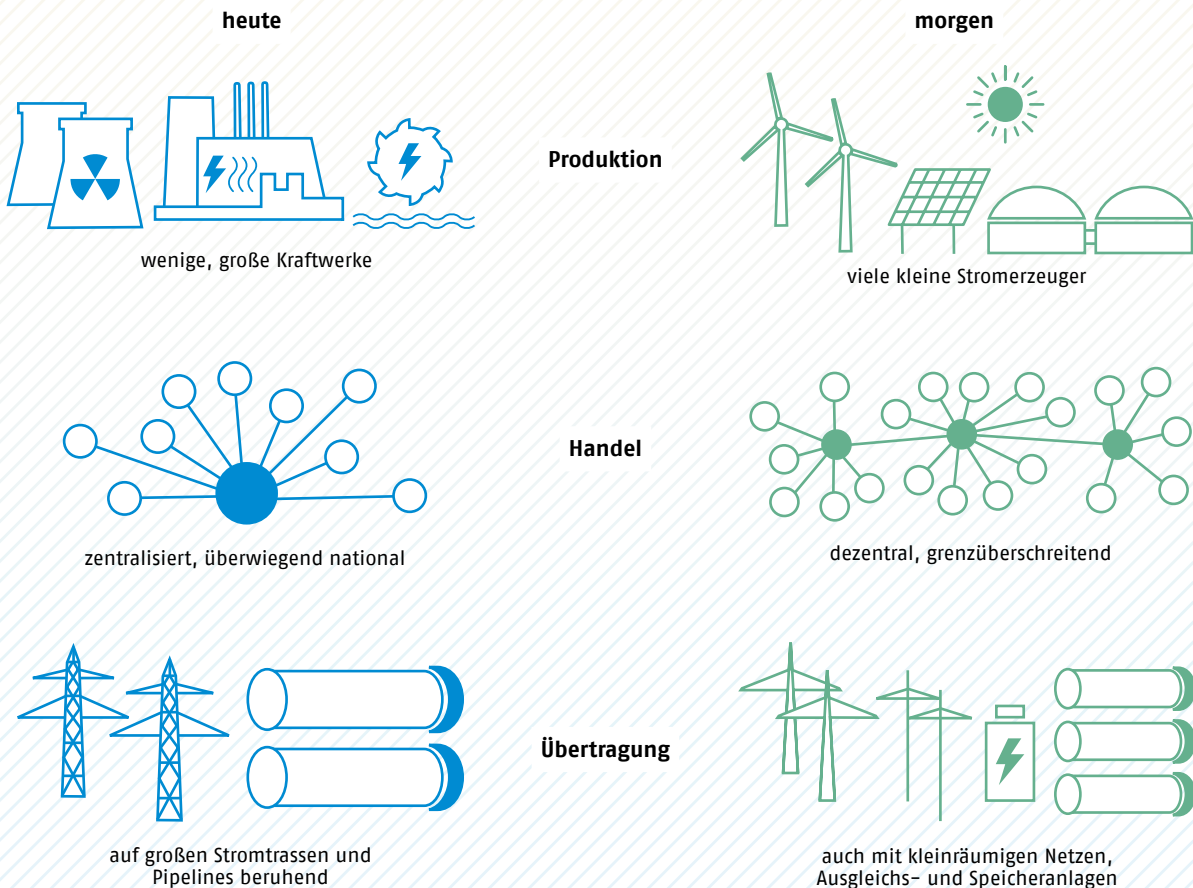 heute
morgen
Produktion
wenige, große Kraftwerke
viele kleine Stromerzeuger
Handel
zentralisiert, überwiegend national
dezentral, grenzüberschreitend
Übertragung
auf großen Stromtrassen und
Pipelines beruhend
auch mit kleinräumigen Netzen,
Ausgleichs- und Speicheranlagen